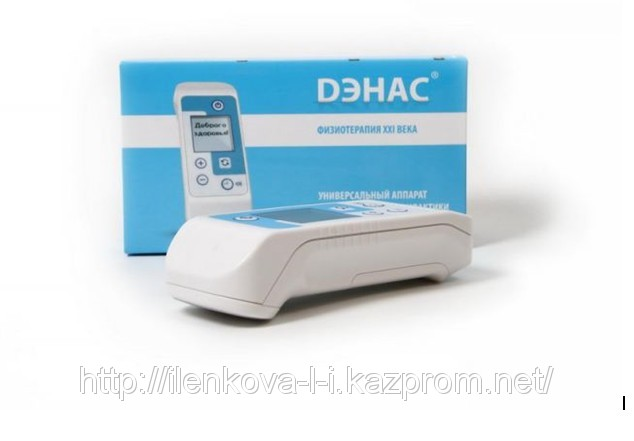 DЭНАС®
ФИЗИОТЕРАПИЯ XXI ВЕКА
Доброго
здоровья!
УНИВЕРСАЛЬНЫЙ АППАРАТ
http://ilenkova-l-i.kazprom.net/